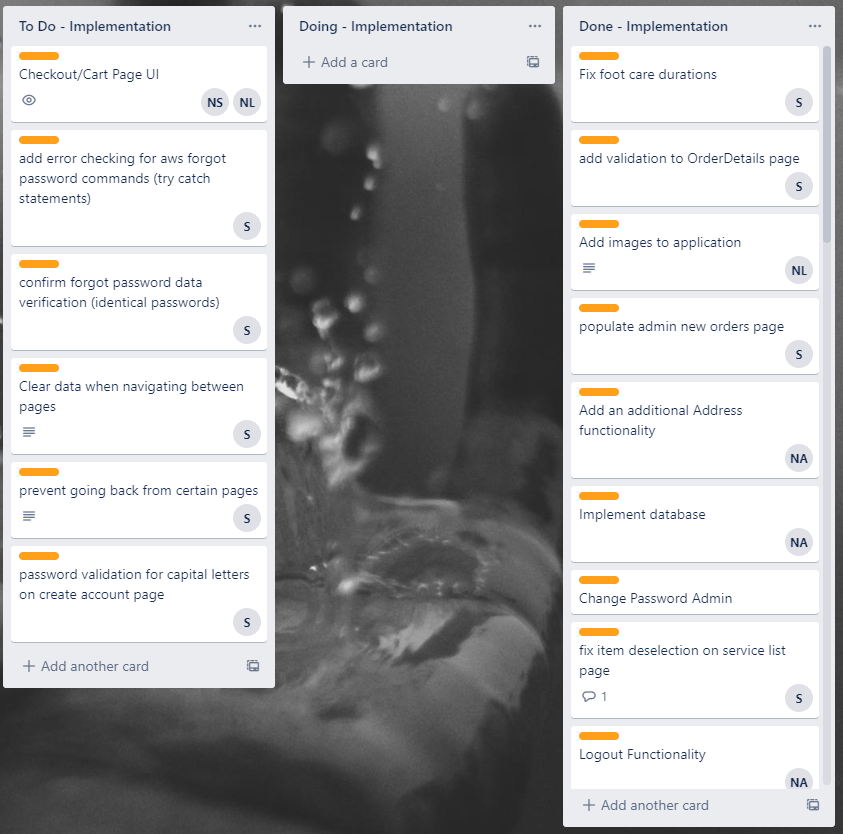 To Do - Implementation
Checkout/Cart Page UI
NS NL
add error checking for aws forgot
password commands (try catch
statements)
S
confirm forgot password data
verification (identical passwords)
S
Clear data when navigating between
pages
S
prevent going back from certain pages
S
password validation for capital letters
on create account page
S
+ Add another card
Doing - Implementation
+ Add a card
Done - Implementation
Fix foot care durations
S
add validation to OrderDetails page
S
Add images to application
NL
populate admin new orders page
S
Add an additional Address
functionality
NA
Implement database
NA
Change Password Admin
fix item deselection on service list
page
1
S
Logout Functionality
NA
+ Add another card